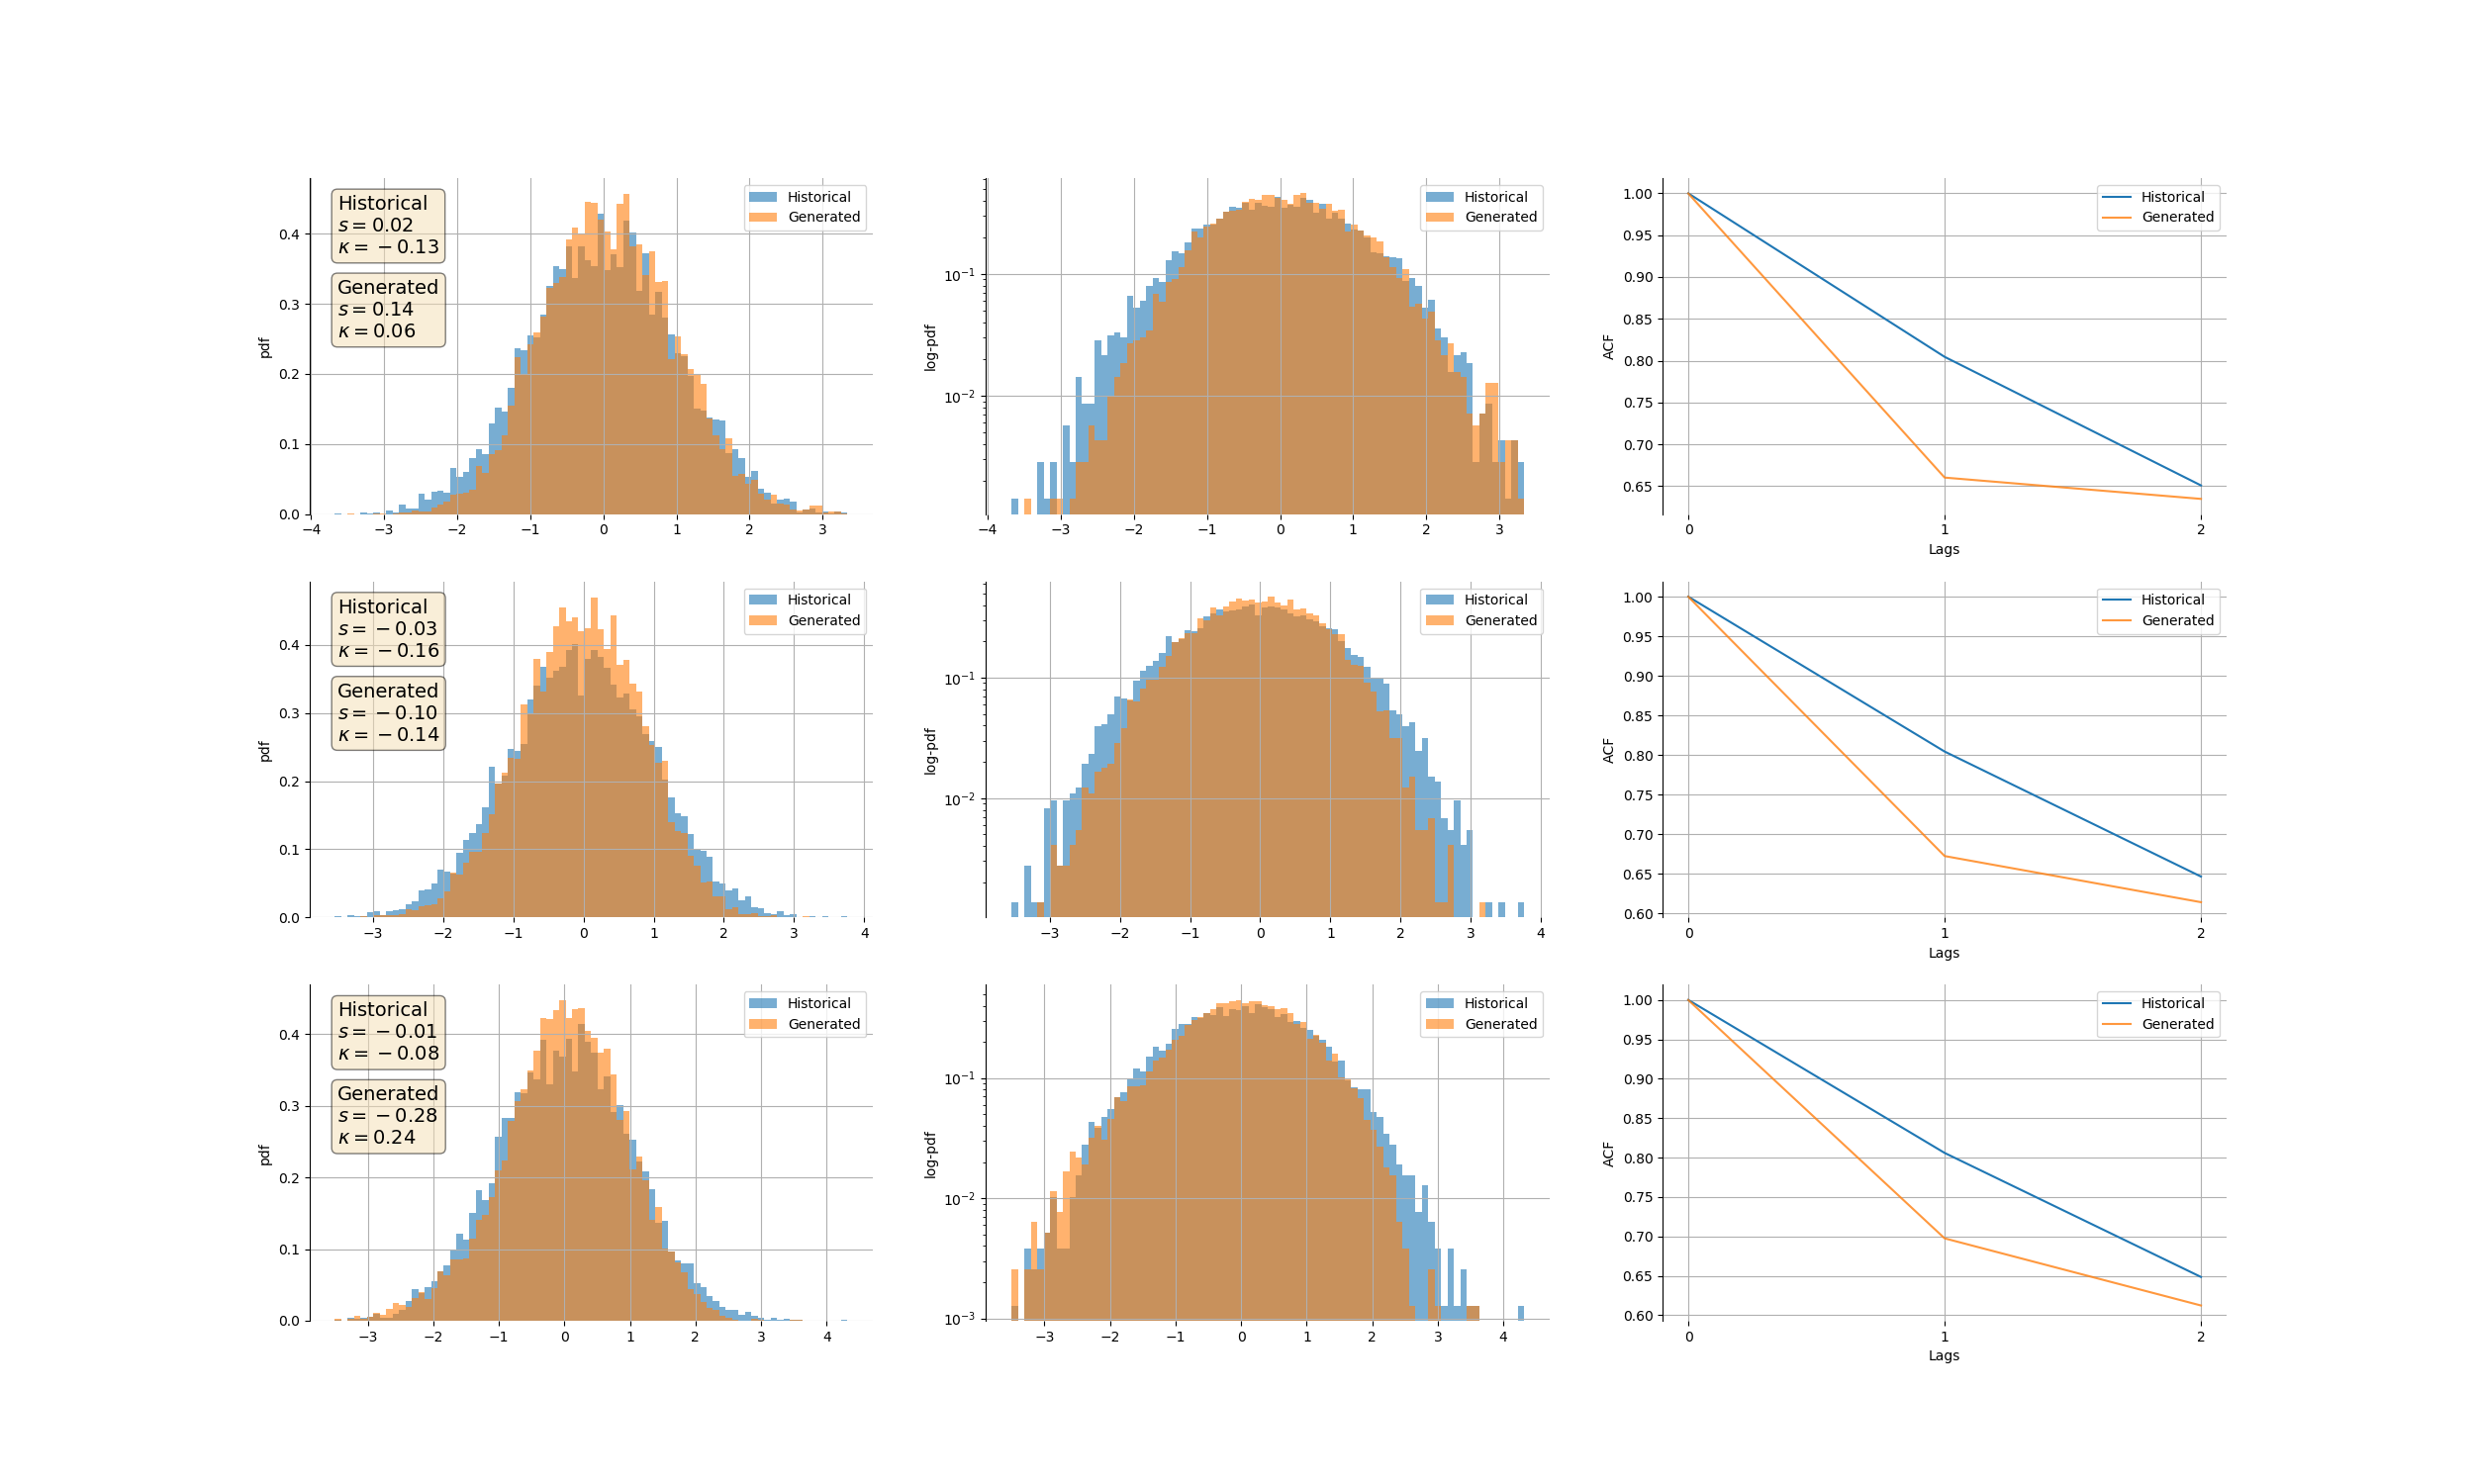 Historical
s = 0.02
κ = −0.13
Generated
s = 0.14
κ = 0.06
Historical
Generated
pdf
0.4
0.3
0.2
0.1
0.0
−4 −3 −2 −1 0 1 2 3
Historical
Generated
log-pdf
10−1
10−2
−4 −3 −2 −1 0 1 2 3
Historical
Generated
ACF
1.00
0.95
0.90
0.85
0.80
0.75
0.70
0.65
0 1 2
Lags
Historical
s = −0.03
κ = −0.16
Generated
s = −0.10
κ = −0.14
Historical
Generated
pdf
0.4
0.3
0.2
0.1
0.0
−3 −2 −1 0 1 2 3 4
Historical
Generated
log-pdf
10−1
10−2
−3 −2 −1 0 1 2 3 4
Historical
Generated
ACF
1.00
0.95
0.90
0.85
0.80
0.75
0.70
0.65
0.60
0 1 2
Lags
Historical
s = −0.01
κ = −0.08
Generated
s = −0.28
κ = 0.24
Historical
Generated
pdf
0.4
0.3
0.2
0.1
0.0
−3 −2 −1 0 1 2 3 4
Historical
Generated
log-pdf
10−1
10−2
10−3
−3 −2 −1 0 1 2 3 4
Historical
Generated
ACF
1.00
0.95
0.90
0.85
0.80
0.75
0.70
0.65
0.60
0 1 2
Lags